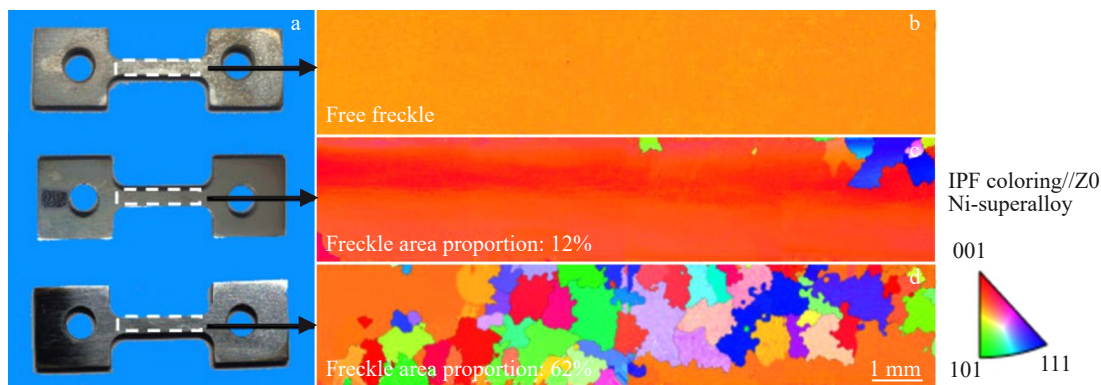 a
b
Free freckle
c
Freckle area proportion: 12%
d
Freckle area proportion: 62%
1 mm
IPF coloring//Z0
Ni-superalloy
001
101
111